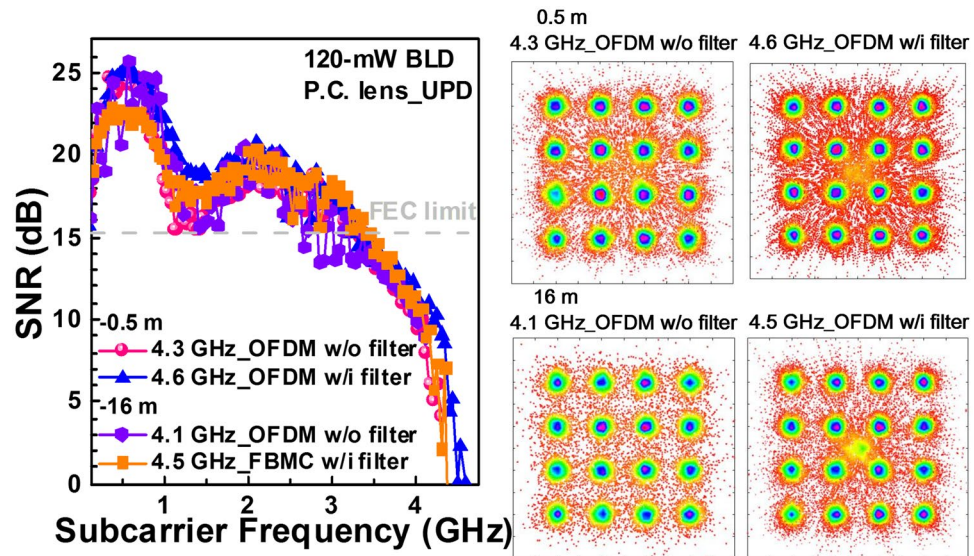 120-mW BLD
P.C. lens_UPD
FEC limit
SNR (dB)
25
20
15
10
5
0
-0.5 m
4.3 GHz_OFDM w/o filter
4.6 GHz_OFDM w/i filter
-16 m
4.1 GHz_OFDM w/o filter
4.5 GHz_FBMC w/i filter
1
2
3
4
Subcarrier Frequency (GHz)
0.5 m
4.3 GHz_OFDM w/o filter
4.6 GHz_OFDM w/i filter
16 m
4.1 GHz_OFDM w/o filter
4.5 GHz_OFDM w/i filter